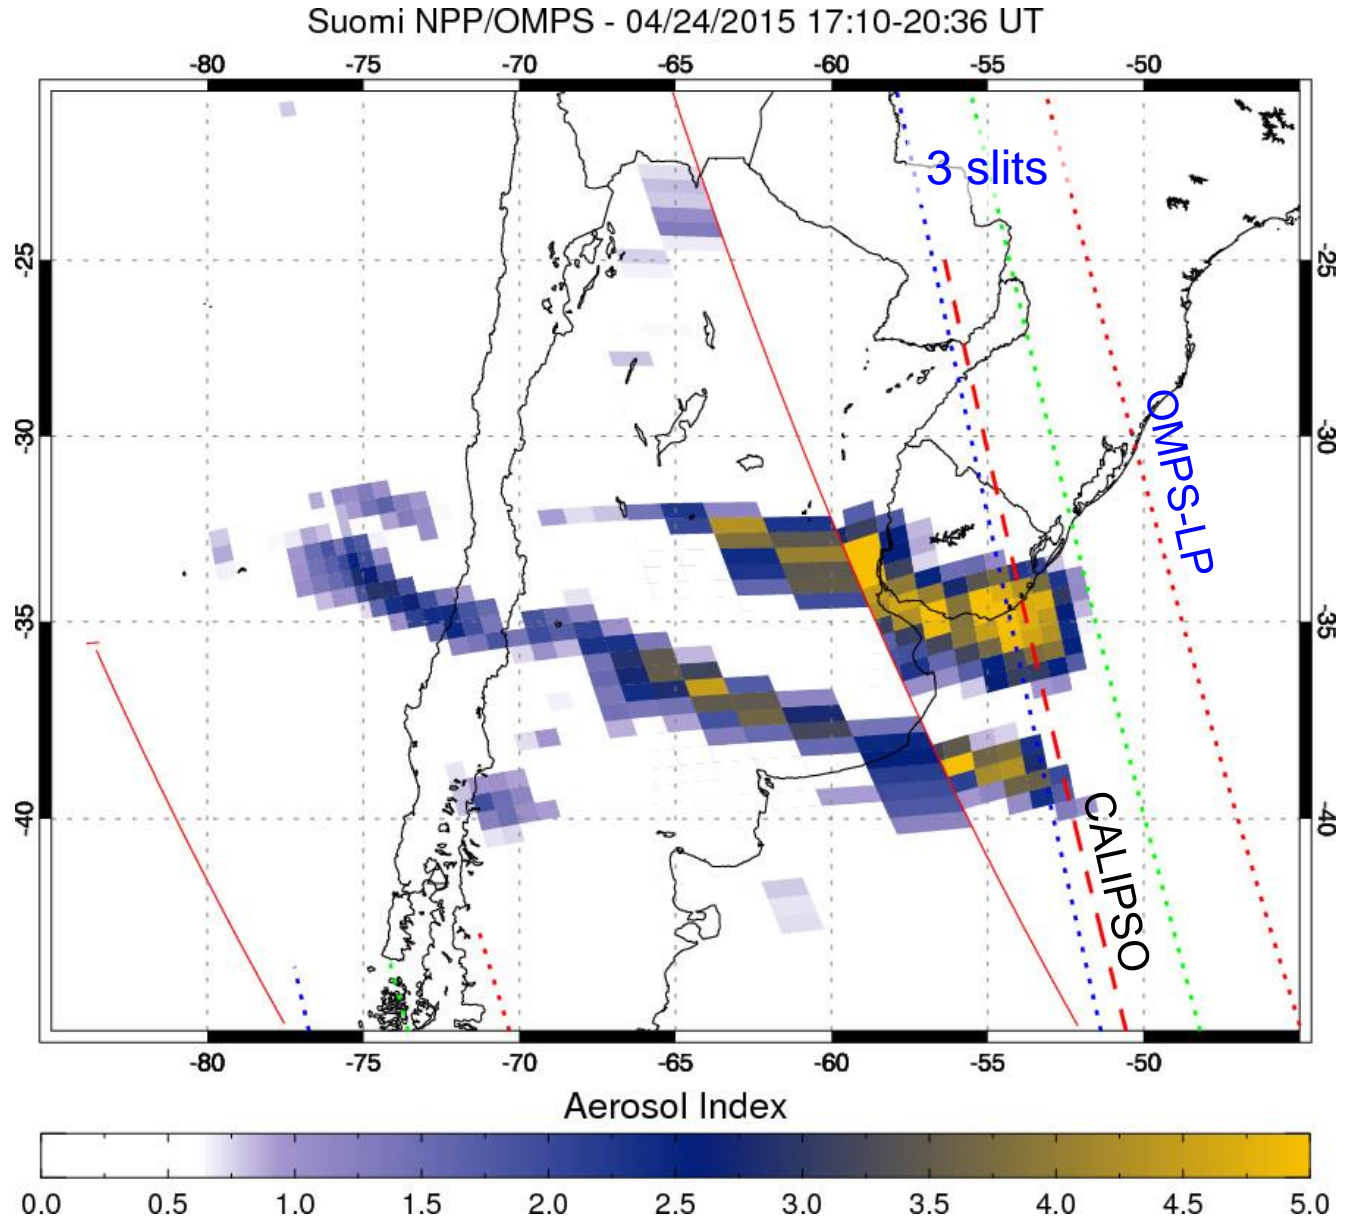 Suomi NPP/OMPS - 04/24/2015 17:10-20:36 UT
-80 -75 -70 -65 -60 -55 -50
3 slits
-25 -25
-30 -30
OMPS-LP
-35 -35
-40 -40
CALIPSO
-80 -75 -70 -65 -60 -55 -50
Aerosol Index
0.0 0.5 1.0 1.5 2.0 2.5 3.0 3.5 4.0 4.5 5.0